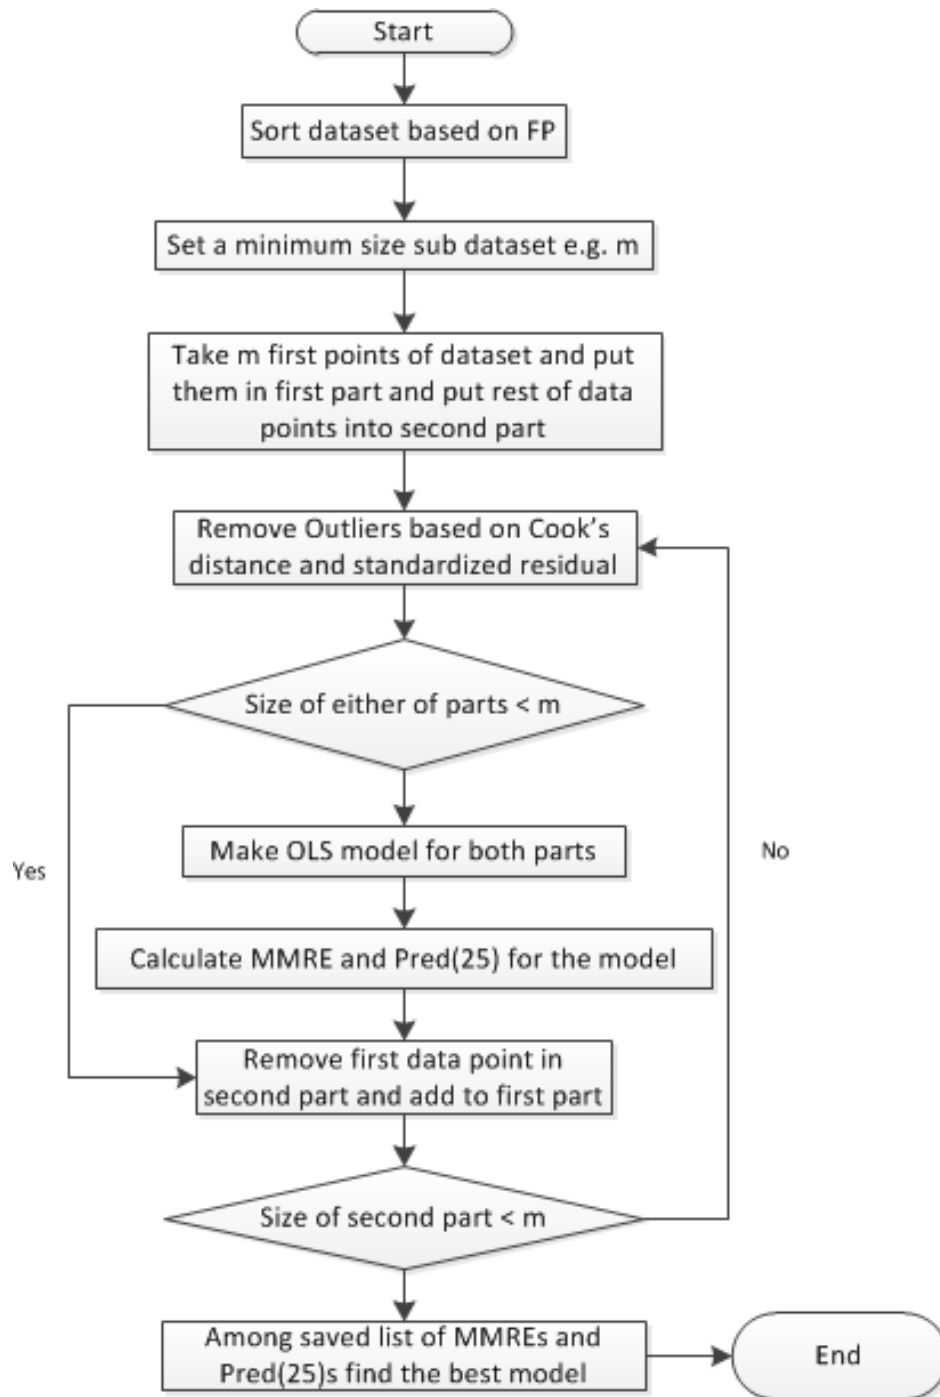 Start
Sort dataset based on FP
Set a minimum size sub dataset e.g. m
Take m first points of dataset and put
them in first part and put rest of data
points into second part
Remove Outliers based on Cook's
distance and standardized residual
Size of either of parts < m
Make OLS model for both parts
No
Yes
Calculate MMRE and Pred(25) for the model
Remove first data point in
second part and add to first part
Size of second part < m
Among saved list of MMREs and
Pred(25)s find the best model
End